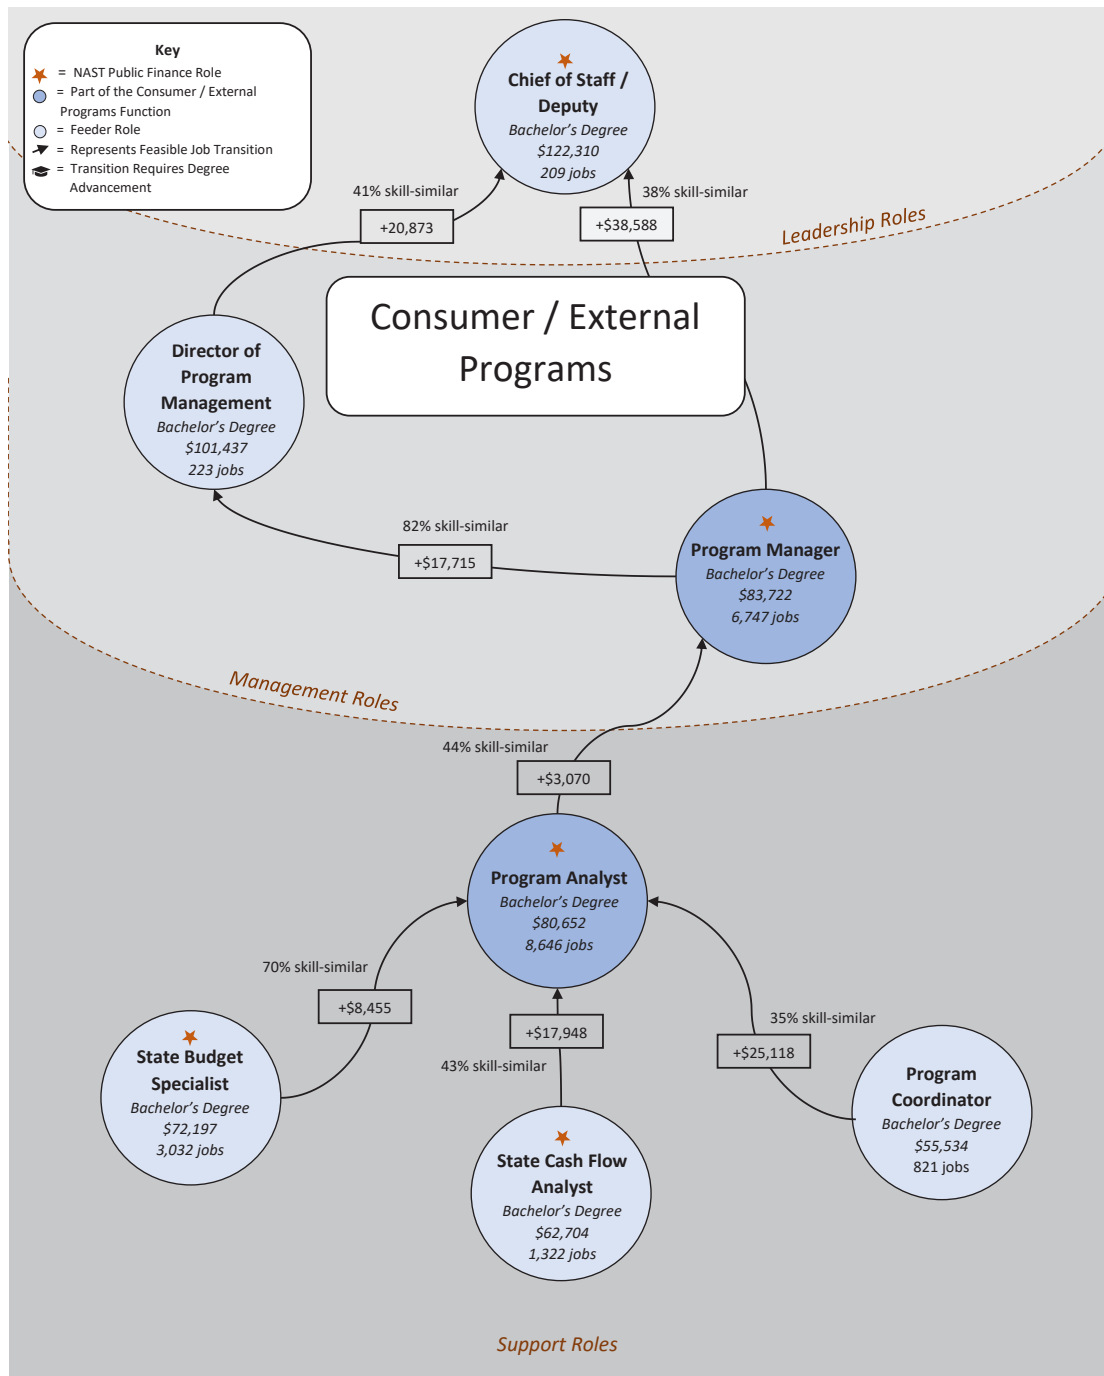 Key
= NAST Public Finance Role
= Part of the Consumer / External
Programs Function
= Feeder Role
= Represents Feasible Job Transition
= Transition Requires Degree
Advancement
Chief of Staff /
Deputy
Bachelor's Degree
$122,310
209 jobs
41% skill-similar
+20,873
38% skill-similar
+$38,588
Leadership Roles
Consumer / External
Programs
Director of
Program
Management
Bachelor's Degree
$101,437
223 jobs
82% skill-similar
+$17,715
Program Manager
Bachelor's Degree
$83,722
6,747 jobs
Management Roles
44% skill-similar
+$3,070
Program Analyst
Bachelor's Degree
$80,652
8,646 jobs
70% skill-similar
+$8,455
+$17,948
43% skill-similar
35% skill-similar
+$25,118
State Budget
Specialist
Bachelor's Degree
$72,197
3,032 jobs
State Cash Flow
Analyst
Bachelor's Degree
$62,704
1,322 jobs
Program
Coordinator
Bachelor's Degree
$55,534
821 jobs
Support Roles